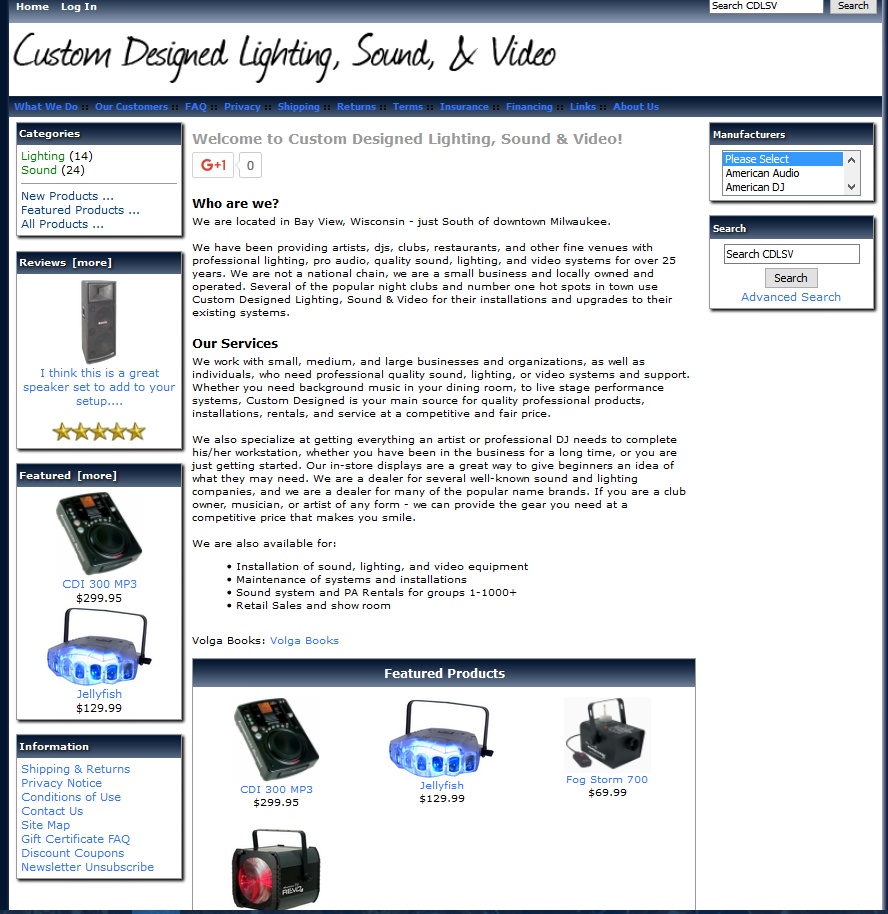 Home Log In
Search CDLSV Search
Custom Designed Lighting, Sound, & Video
What We Do :: Our Customers :: FAQ :: Privacy :: Shipping :: Returns :: Terms :: Insurance :: Financing :: Links :: About Us
Categories
Lighting (14)
Sound (24)
New Products ...
Featured Products ...
All Products ...
Reviews [more]
I think this is a great
speaker set to add to your
setup....
Featured [more]
CDI 300 MP3
$299.95
Jellyfish
$129.99
Information
Shipping & Returns
Privacy Notice
Conditions of Use
Contact Us
Site Map
Gift Certificate FAQ
Discount Coupons
Newsletter Unsubscribe
Welcome to Custom Designed Lighting, Sound & Video!
G+1 0
Who are we?
We are located in Bay View, Wisconsin - just South of downtown Milwaukee.
We have been providing artists, djs, clubs, restaurants, and other fine venues with
professional lighting, pro audio, quality sound, lighting, and video systems for over 25
years. We are not a national chain, we are a small business and locally owned and
operated. Several of the popular night clubs and number one hot spots in town use
Custom Designed Lighting, Sound & Video for their installations and upgrades to their
existing systems.
Our Services
We work with small, medium, and large businesses and organizations, as well as
individuals, who need professional quality sound, lighting, or video systems and support.
Whether you need background music in your dining room, to live stage performance
systems, Custom Designed is your main source for quality professional products,
installations, rentals, and service at a competitive and fair price.
We also specialize at getting everything an artist or professional DJ needs to complete
his/her workstation, whether you have been in the business for a long time, or you are
just getting started. Our in-store displays are a great way to give beginners an idea of
what they may need. We are a dealer for several well-known sound and lighting
companies, and we are a dealer for many of the popular name brands. If you are a club
owner, musician, or artist of any form - we can provide the gear you need at a
competitive price that makes you smile.
We are also available for:
• Installation of sound, lighting, and video equipment
• Maintenance of systems and installations
• Sound system and PA Rentals for groups 1-1000+
• Retail Sales and show room
Volga Books: Volga Books
Featured Products
CDI 300 MP3
$299.95
Jellyfish
$129.99
Fog Storm 700
$69.99
REVO
Manufacturers
Please Select
American Audio
American DJ
Search
Search CDLSV
Search
Advanced Search